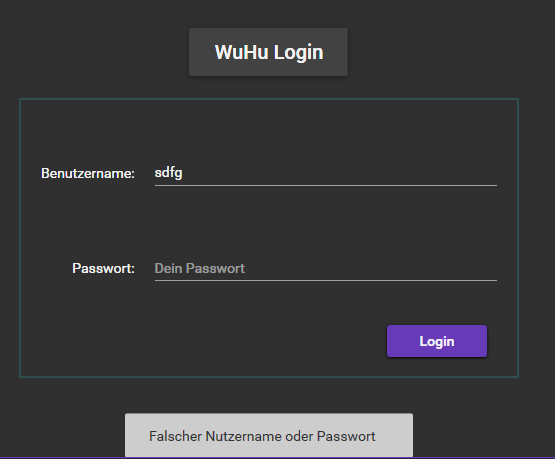 WuHu Login
Benutzername: sdfg
Passwort: Dein Passwort
Login
Falscher Nutzername oder Passwort